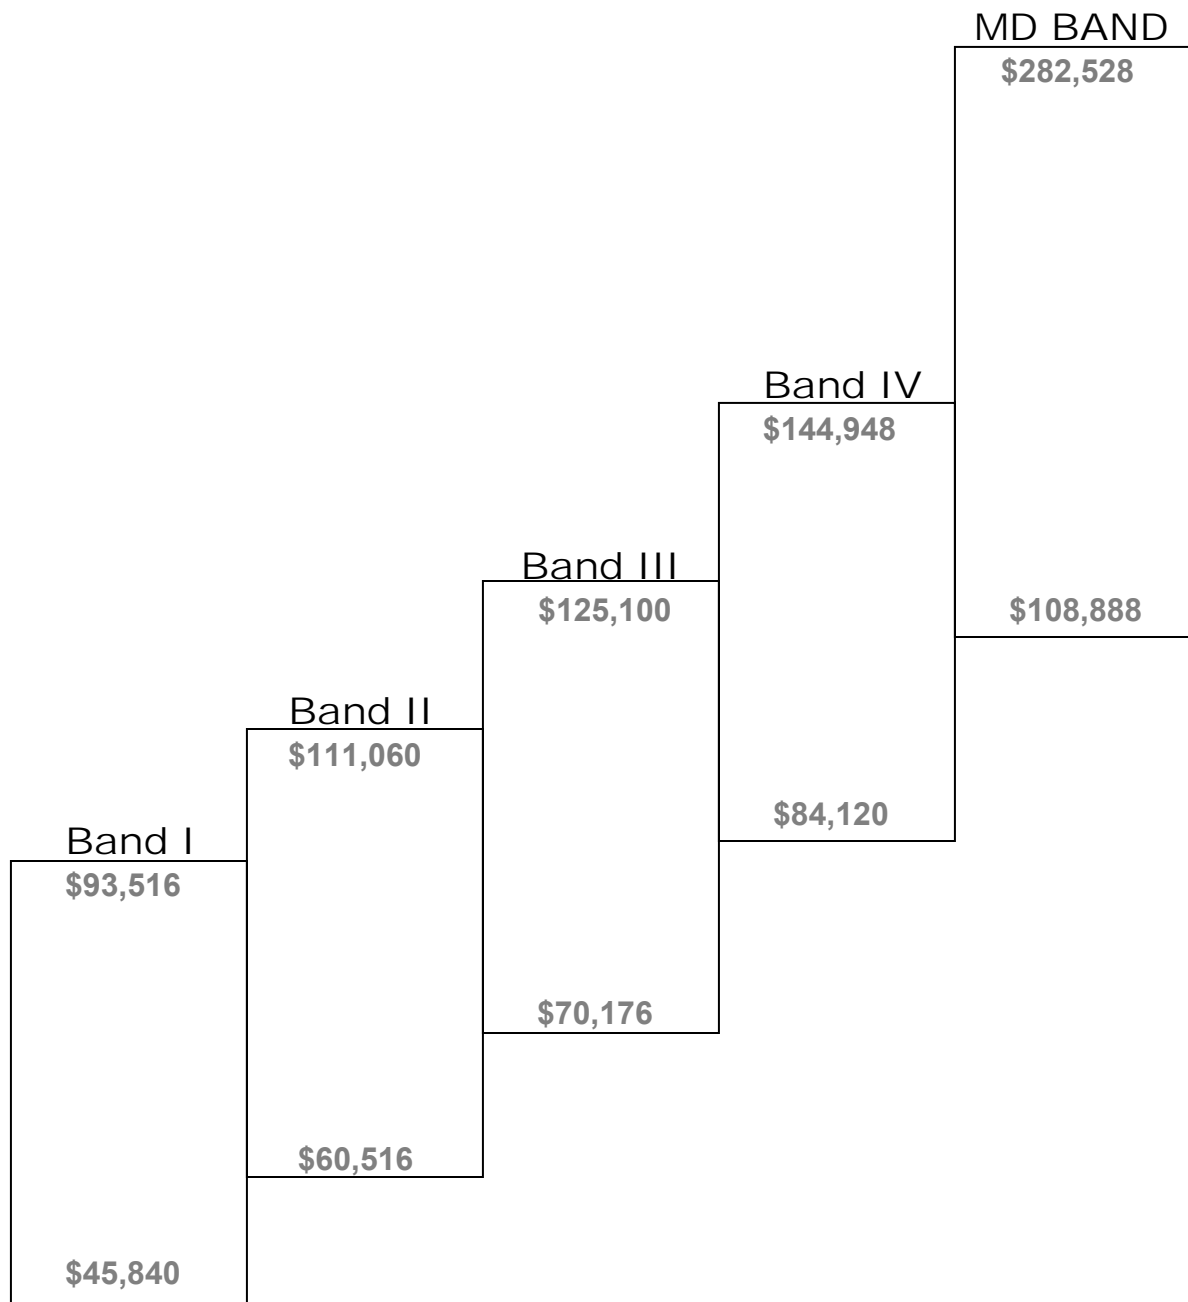 MD BAND
$282,528
Band IV
$144,948
Band III
$125,100
$108,888
Band II
$111,060
$84,120
Band I
$93,516
$70,176
$60,516
$45,840